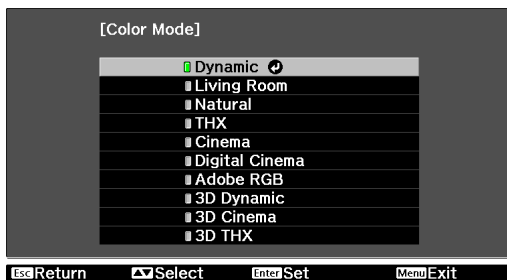 [Color Mode]
Dynamic
Living Room
Natural
THX
Cinema
Digital Cinema
Adobe RGB
3D Dynamic
3D Cinema
3D THX
Esc Return Select Enter Set Menu Exit